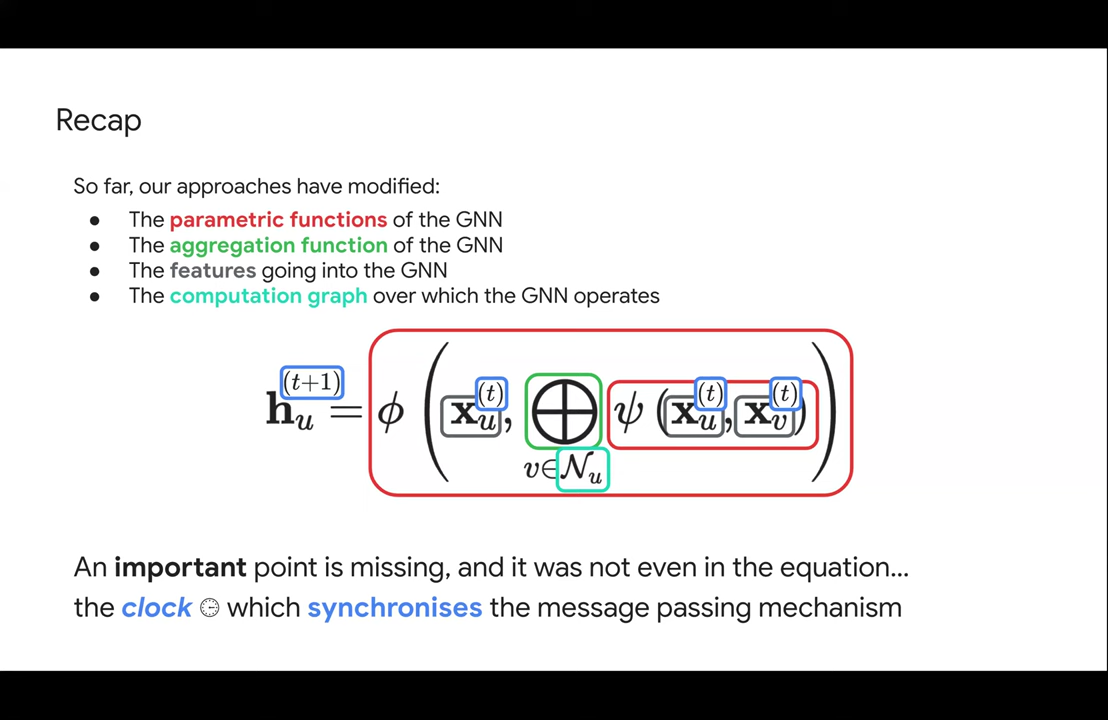 Recap
So far, our approaches have modified:
● The parametric functions of the GNN
● The aggregation function of the GNN
● The features going into the GNN
● The computation graph over which the GNN operates
h_u^{(t+1)} = ϕ ( x_u^{(t)}, ⨁_{v∈𝒩_u} ψ (x_u^{(t)}, x_v^{(t)}) )
An important point is missing, and it was not even in the equation...
the clock 🕒 which synchronises the message passing mechanism